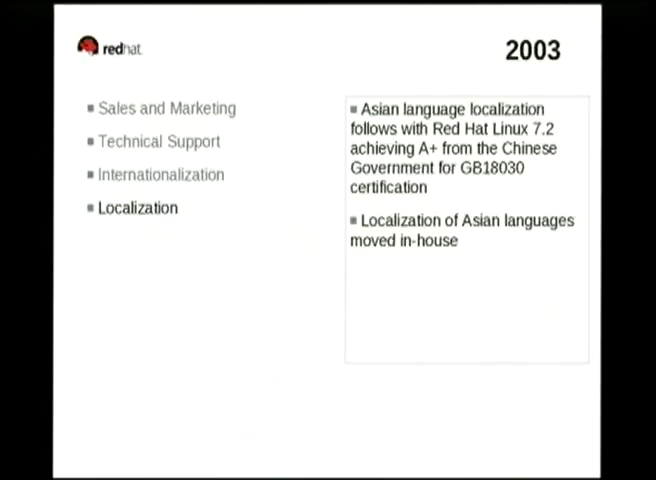 redhat.
2003
▪ Sales and Marketing
▪ Technical Support
▪ Internationalization
▪ Localization
▪ Asian language localization
follows with Red Hat Linux 7.2
achieving A+ from the Chinese
Government for GB18030
certification
▪ Localization of Asian languages
moved in-house